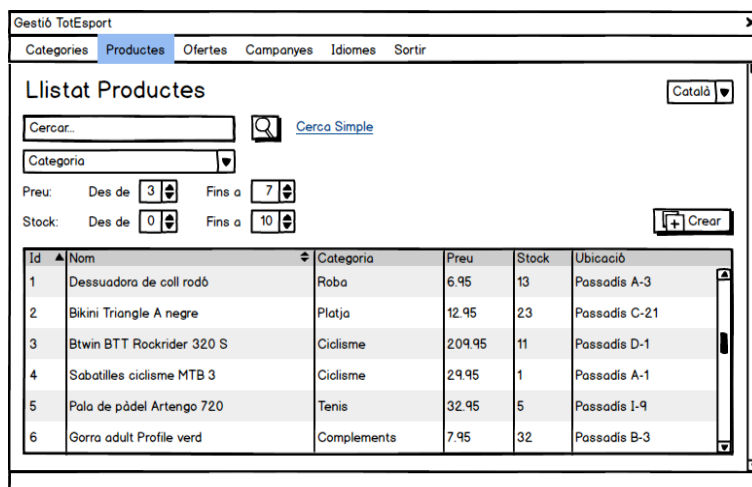 Gestió TotEsport
Categories Productes Ofertes Campanyes Idiomes Sortir
Llistat Productes
Català
Cercar...
Cerca Simple
Categoria
Preu: Des de 3 Fins a 7
Stock: Des de 0 Fins a 10
Crear
Id Nom Categoria Preu Stock Ubicació
1 Dessuadora de coll rodó Roba 6.95 13 Passadís A-3
2 Bikini Triangle A negre Platja 12.95 23 Passadís C-21
3 Btwin BTT Rockrider 320 S Ciclisme 209.95 11 Passadís D-1
4 Sabatilles ciclisme MTB 3 Ciclisme 29.95 1 Passadís A-1
5 Pala de pàdel Artengo 720 Tenis 32.95 5 Passadís I-9
6 Gorra adult Profile verd Complements 7.95 32 Passadís B-3